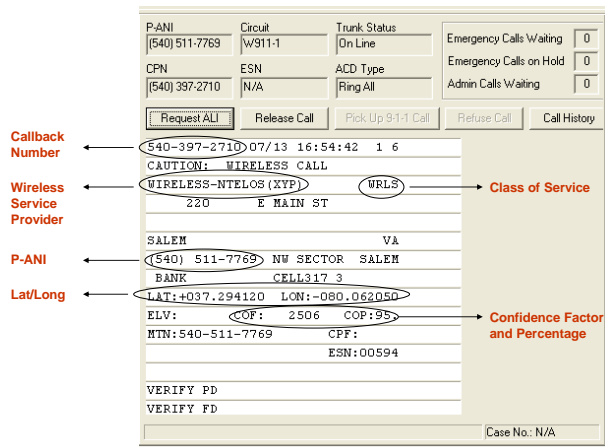 P-ANI Circuit Trunk Status
(540) 511-7769 W911-1 On Line
CPN ESN ACD Type
(540) 397-2710 N/A Ring All
Emergency Calls Waiting 0
Emergency Calls on Hold 0
Admin Calls Waiting 0
Request ALI Release Call Pick Up 9-1-1 Call Refuse Call Call History
Callback
Number
540-397-2710 07/13 16:54:42 1 6
CAUTION: WIRELESS CALL
Wireless
Service
Provider
WIRELESS-NTELOS(XYP) WRLS
Class of Service
220 E MAIN ST
SALEM VA
P-ANI
(540) 511-7769 NW SECTOR SALEM
BANK CELL317 3
Lat/Long
LAT:+037.294120 LON:-080.062050
ELV: COF: 2506 COP:95.
Confidence Factor
and Percentage
MTN:540-511-7769 CPF:
ESN:00594
VERIFY PD
VERIFY FD
Case No.: N/A